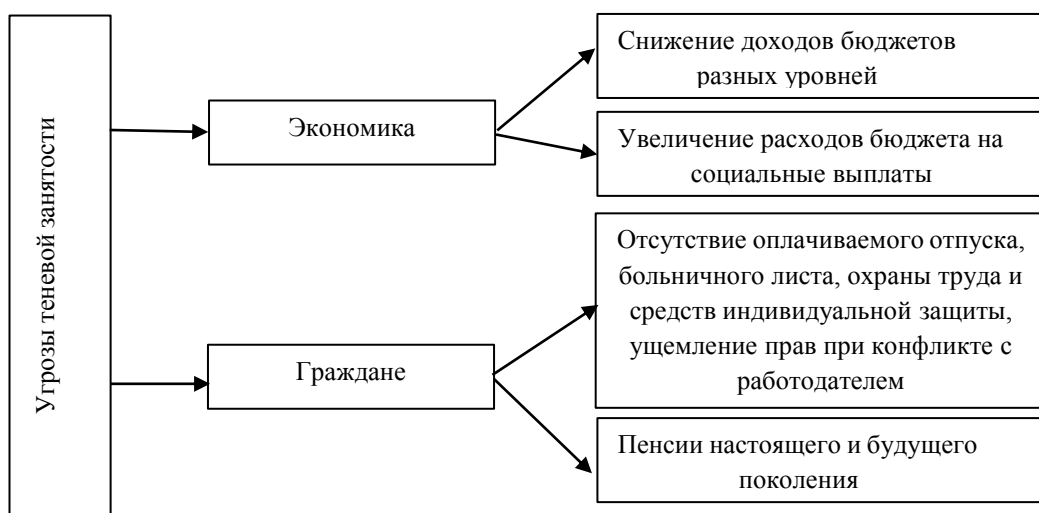 Угрозы теневой занятости
Экономика
Снижение доходов бюджетов
разных уровней
Увеличение расходов бюджета на
социальные выплаты
Граждане
Отсутствие оплачиваемого отпуска,
больничного листа, охраны труда и
средств индивидуальной защиты,
ущемление прав при конфликте с
работодателем
Пенсии настоящего и будущего
поколения